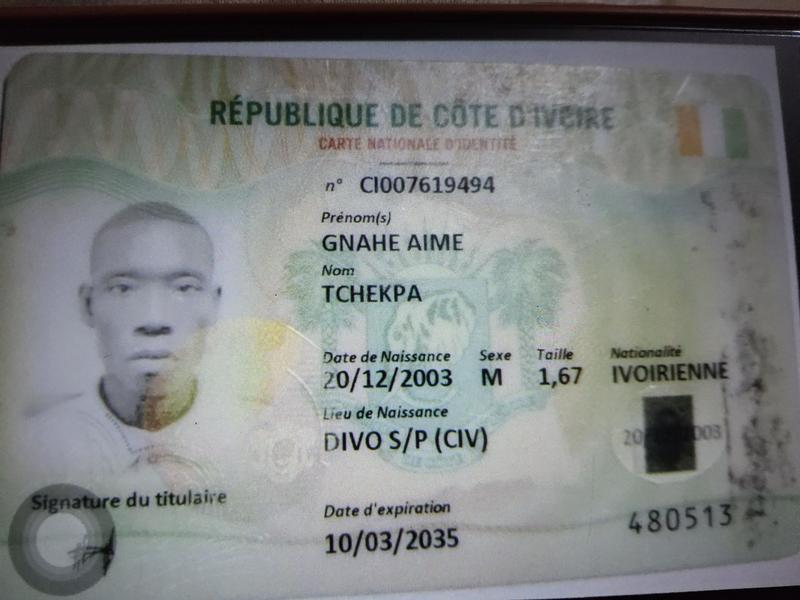 RÉPUBLIQUE DE CÔTE D'IVOIRE
CARTE NATIONALE D'IDENTITÉ
n° CI007619494
Prénom(s)
GNAHE AIME
Nom
TCHEKPA
Date de Naissance Sexe Taille Nationalité
20/12/2003 M 1,67 IVOIRIENNE
Lieu de Naissance
DIVO S/P (CIV)
Signature du titulaire
Date d'expiration
10/03/2035
480513